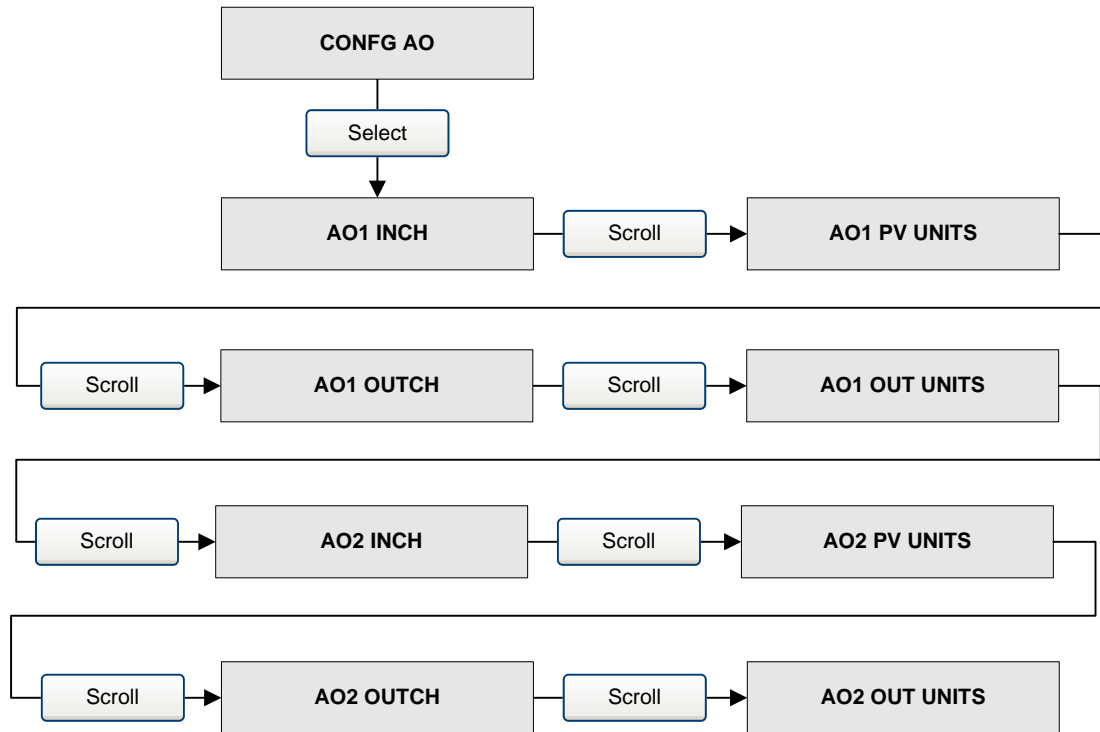 CONFG AO
Select
AO1 INCH
Scroll
AO1 PV UNITS
Scroll
AO1 OUTCH
Scroll
AO1 OUT UNITS
Scroll
AO2 INCH
Scroll
AO2 PV UNITS
Scroll
AO2 OUTCH
Scroll
AO2 OUT UNITS